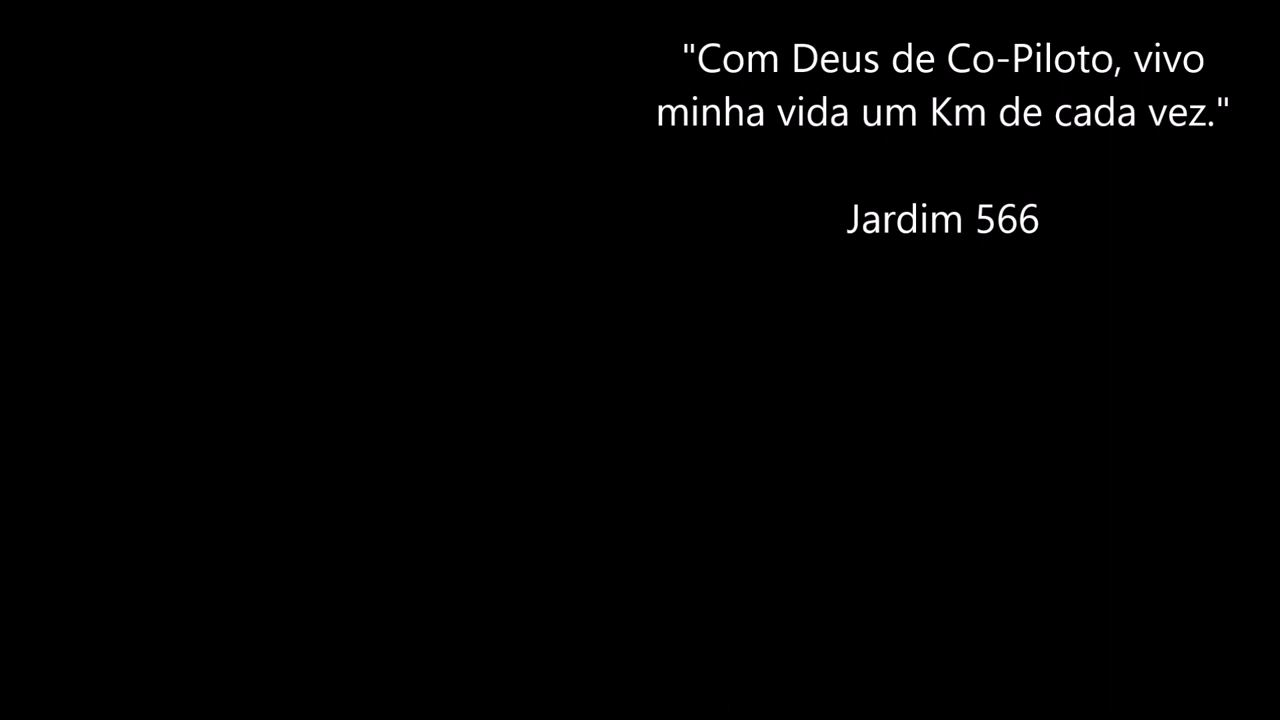 "Com Deus de Co-Piloto, vivo
minha vida um Km de cada vez."
Jardim 566